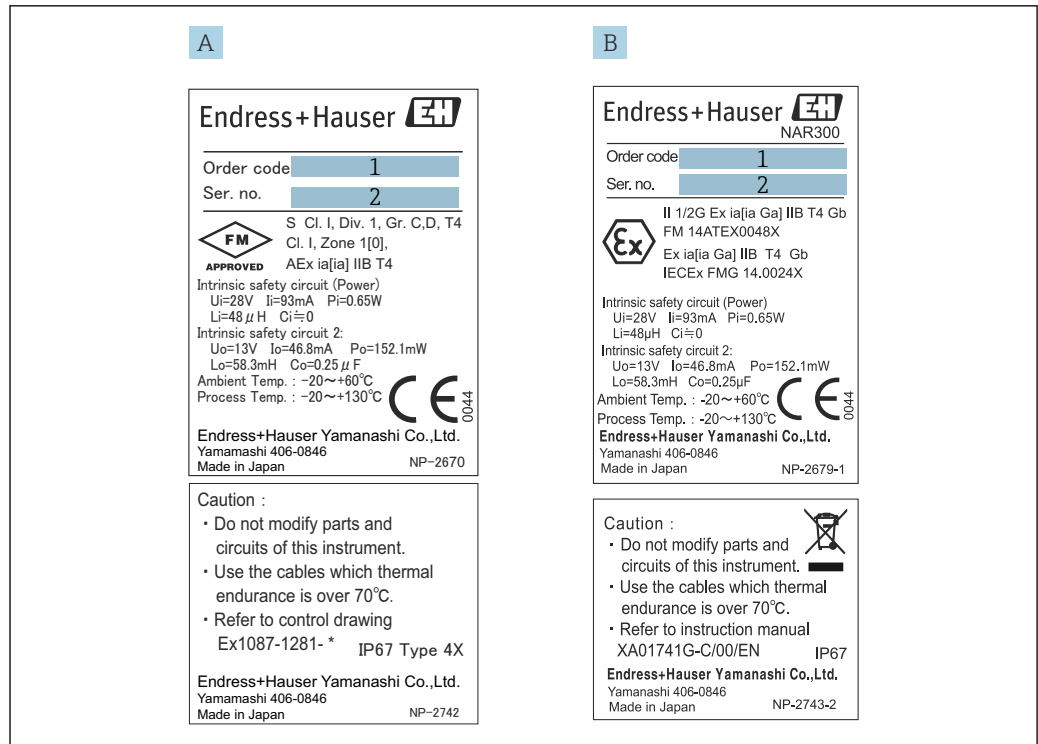 A
Endress+Hauser EH
Order code 1
Ser. no. 2
FM
APPROVED
S Cl. I, Div. 1, Gr. C,D, T4
Cl. I, Zone 1[0],
AEx ia[ia] IIB T4
Intrinsic safety circuit (Power)
Ui=28V Ii=93mA Pi=0.65W
Li=48μH Ci≒0
Intrinsic safety circuit 2:
Uo=13V Io=46.8mA Po=152.1mW
Lo=58.3mH Co=0.25μF
Ambient Temp. : -20～+60℃
Process Temp. : -20～+130℃
CE 0044
Endress+Hauser Yamanashi Co.,Ltd.
Yamamashi 406-0846
Made in Japan NP-2670
Caution :
・Do not modify parts and
circuits of this instrument.
・Use the cables which thermal
endurance is over 70℃.
・Refer to control drawing
Ex1087-1281- * IP67 Type 4X
Endress+Hauser Yamanashi Co.,Ltd.
Yamamashi 406-0846
Made in Japan NP-2742
B
Endress+Hauser EH
NAR300
Order code 1
Ser. no. 2
Ex
II 1/2G Ex ia[ia Ga] IIB T4 Gb
FM 14ATEX0048X
Ex ia[ia Ga] IIB T4 Gb
IECEx FMG 14.0024X
Intrinsic safety circuit (Power)
Ui=28V Ii=93mA Pi=0.65W
Li=48μH Ci≒0
Intrinsic safety circuit 2:
Uo=13V Io=46.8mA Po=152.1mW
Lo=58.3mH Co=0.25μF
Ambient Temp. : -20～+60℃
Process Temp. : -20～+130℃
CE 0044
Endress+Hauser Yamanashi Co.,Ltd.
Yamanashi 406-0846
Made in Japan NP-2679-1
Caution :
・Do not modify parts and
circuits of this instrument.
・Use the cables which thermal
endurance is over 70℃.
・Refer to instruction manual
XA01741G-C/00/EN IP67
Endress+Hauser Yamanashi Co.,Ltd.
Yamanashi 406-0846
Made in Japan NP-2743-2